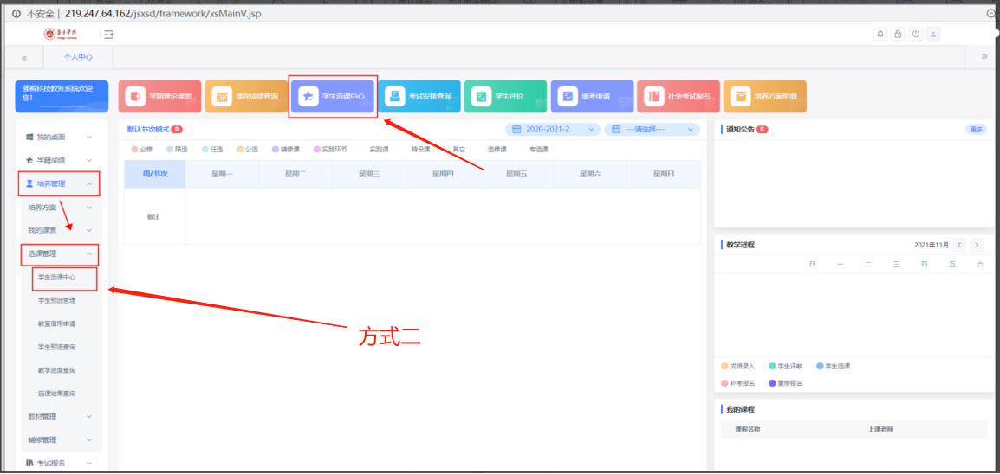 不安全 | 219.247.64.162/jsxsd/framework/xsMainV.jsp
个人中心
强智科技教务系统欢迎
您!
学期理论课表
课程成绩查询
学生选课中心
考试安排查询
学生评价
缓考申请
社会考试报名
培养方案明细
我的桌面
学籍成绩
培养管理
培养方案
我的课表
选课管理
学生选课中心
学生预选管理
教室借用申请
学生预选查询
教学进度查询
选课结果查询
教材管理
辅修管理
考试报名
默认节次模式 0
2020-2021-2
---请选择---
必修 限选 任选 公选 辅修课 实践环节 实验课 特设课 其它 选修课 专选课
周/节次 星期一 星期二 星期三 星期四 星期五 星期六 星期日
备注
方式二
通知公告 0
更多
教学进程
2021年11月
日 一 二 三 四 五 六
成绩录入 学生评教 学生选课
补考报名 重修报名
我的课程
课程名称 上课老师